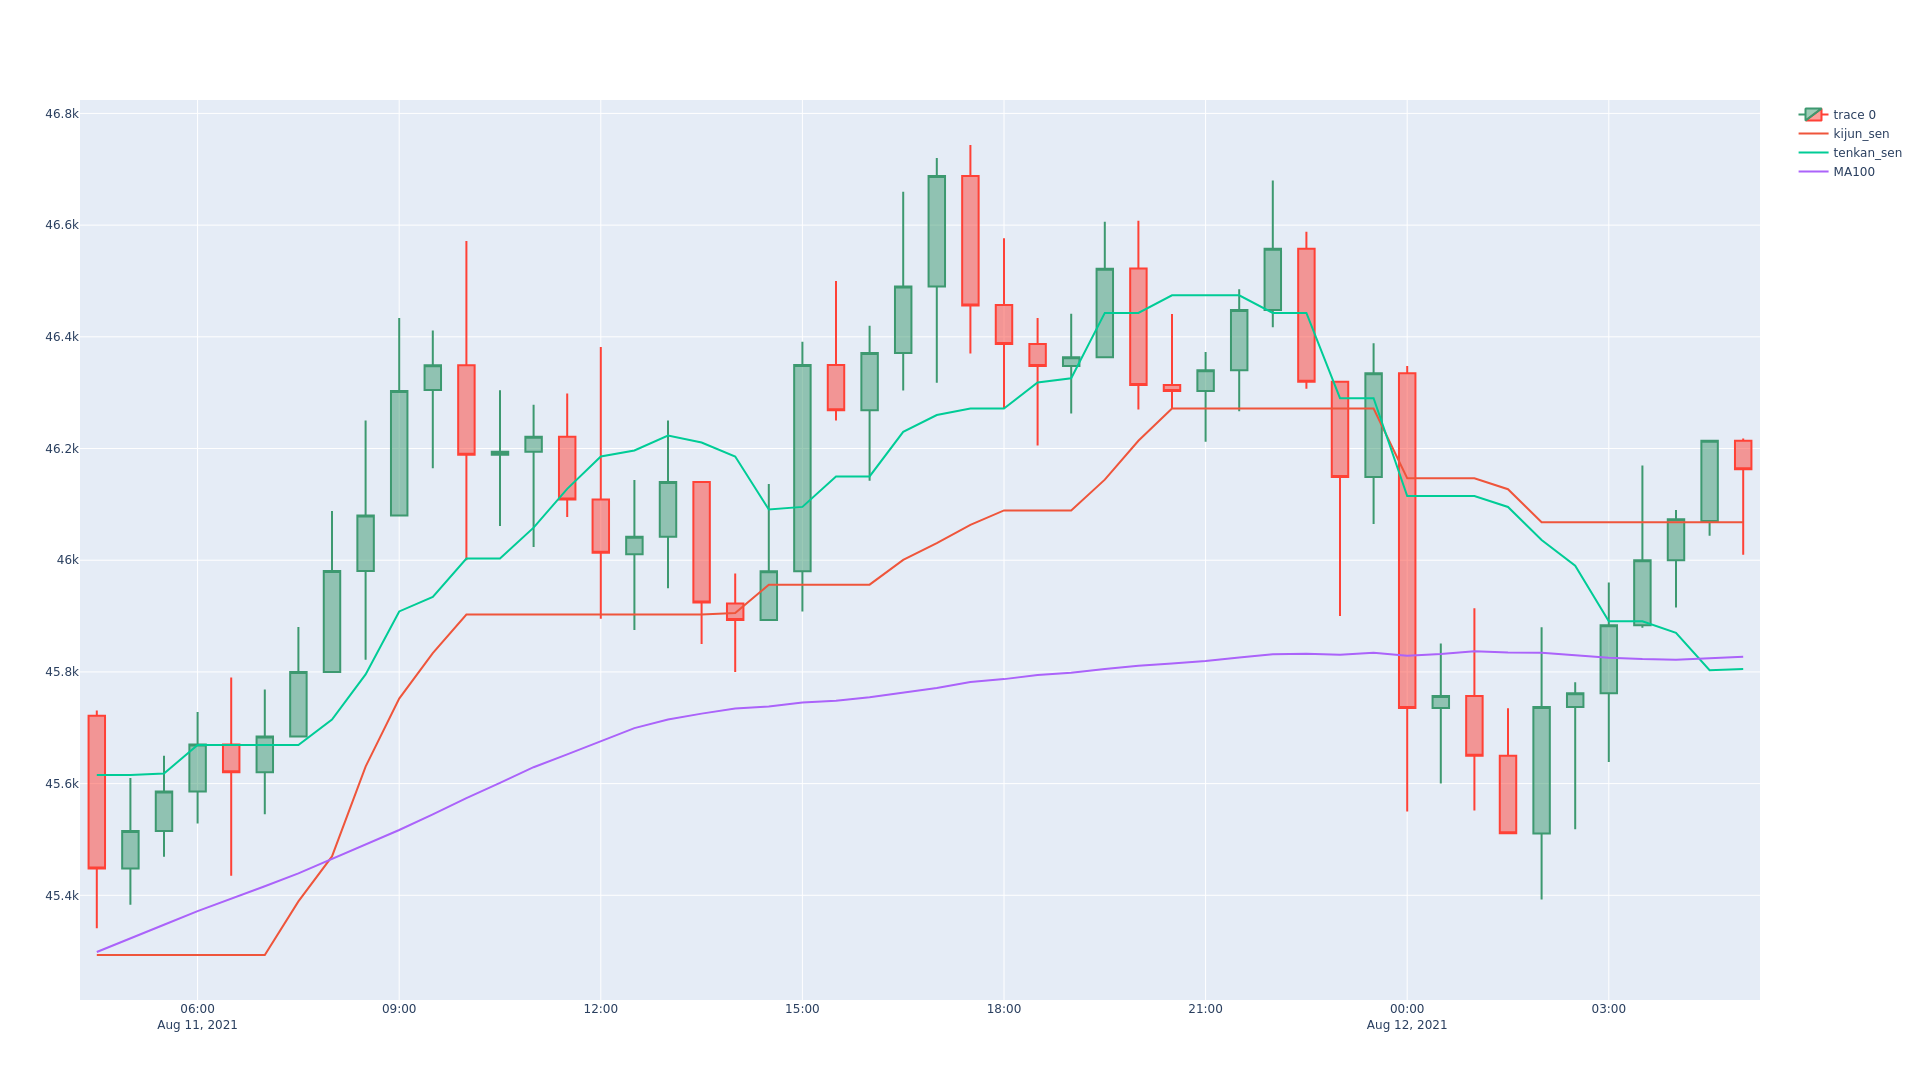 46.8k
46.6k
46.4k
46.2k
46k
45.8k
45.6k
45.4k
06:00 09:00 12:00 15:00 18:00 21:00 00:00 03:00
Aug 11, 2021 Aug 12, 2021
trace 0
kijun_sen
tenkan_sen
MA100